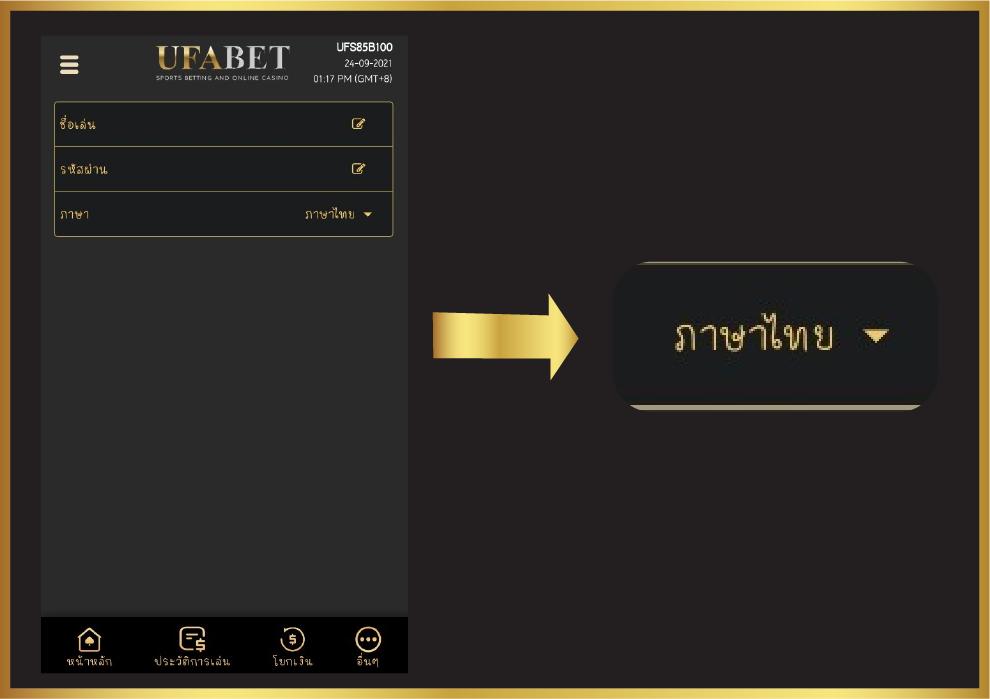 UFABET
SPORTS BETTING AND ONLINE CASINO
UFS85B100
24-09-2021
01:17 PM (GMT+8)
ชื่อเล่น
รหัสผ่าน
ภาษา ภาษาไทย
ภาษาไทย
หน้าหลัก ประวัติการเล่น โยกเงิน อื่นๆ